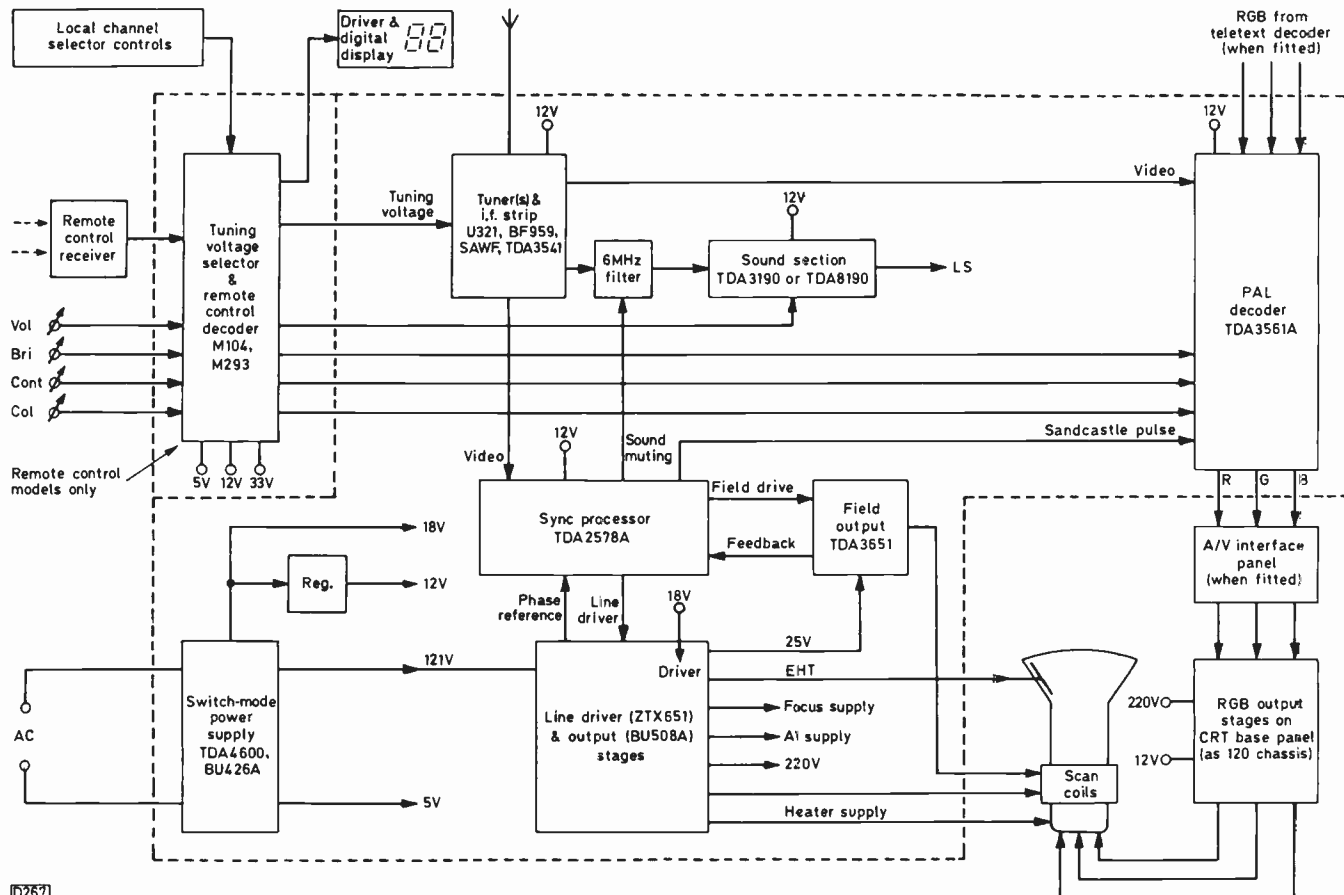 Local channel
selector controls
Driver &
digital
display
88
RGB from
teletext decoder
(when fitted)
12V
12V
Remote
control
receiver
Tuning
voltage
selector
&
remote
control
decoder
M104,
M293
Tuning
voltage
Tuner(s) &
i.f. strip
U321, BF959,
SAWF, TDA3541
Video
12V
6MHz
filter
Sound section
TDA3190 or TDA8190
LS
PAL
decoder
TDA3561A
Vol
Bri
Cont
Col
Remote control
models only
5V
12V
33V
Video
12V
Sound
muting
Sandcastle pulse
R
G
B
Sync processor
TDA2578A
Field drive
Feedback
Field
output
TDA3651
A/V interface
panel
(when fitted)
18V
Reg.
12V
Phase
reference
Line
driver
18V
25V
Driver
EHT
121V
AC
Switch-mode
power
supply
TDA4600,
BU426A
5V
Line driver (ZTX651)
& output (BU508A)
stages
Focus supply
A1 supply
220V
Heater supply
Scan
coils
220V
12V
RGB output
stages on
CRT base panel
(as 120 chassis)
D267